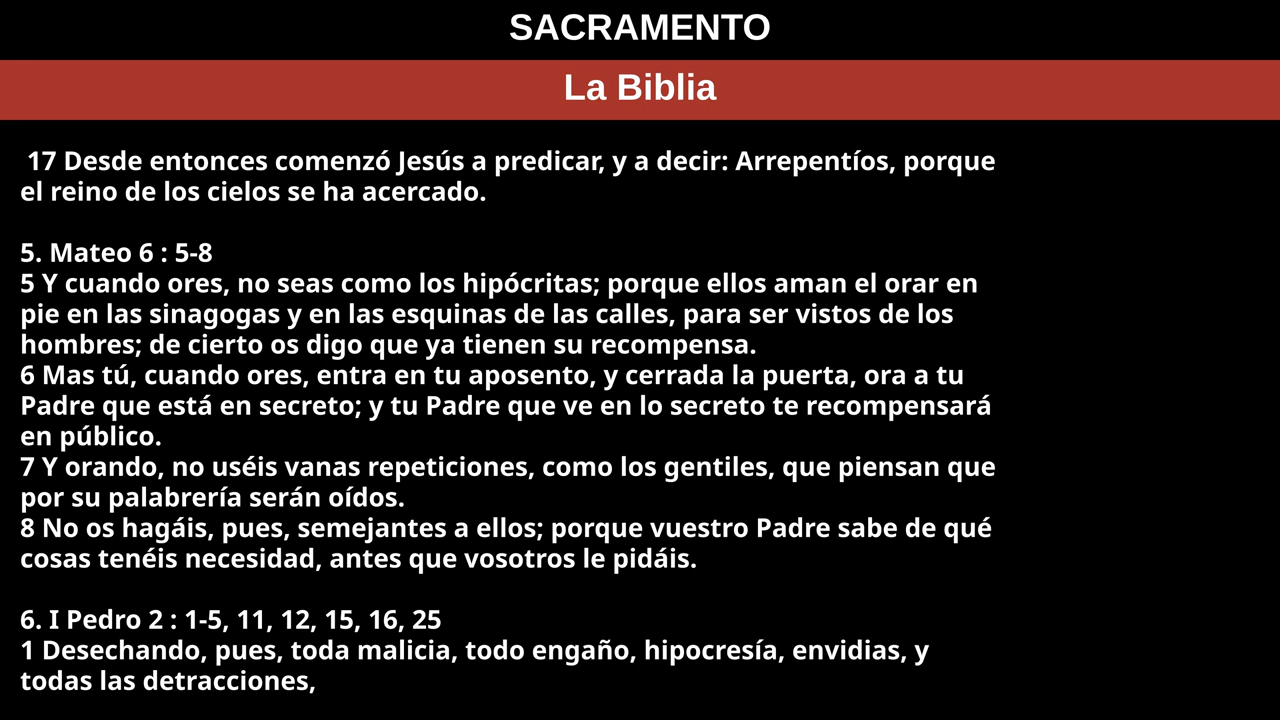 SACRAMENTO
La Biblia
17 Desde entonces comenzó Jesús a predicar, y a decir: Arrepentíos, porque
el reino de los cielos se ha acercado.
5. Mateo 6 : 5-8
5 Y cuando ores, no seas como los hipócritas; porque ellos aman el orar en
pie en las sinagogas y en las esquinas de las calles, para ser vistos de los
hombres; de cierto os digo que ya tienen su recompensa.
6 Mas tú, cuando ores, entra en tu aposento, y cerrada la puerta, ora a tu
Padre que está en secreto; y tu Padre que ve en lo secreto te recompensará
en público.
7 Y orando, no uséis vanas repeticiones, como los gentiles, que piensan que
por su palabrería serán oídos.
8 No os hagáis, pues, semejantes a ellos; porque vuestro Padre sabe de qué
cosas tenéis necesidad, antes que vosotros le pidáis.
6. I Pedro 2 : 1-5, 11, 12, 15, 16, 25
1 Desechando, pues, toda malicia, todo engaño, hipocresía, envidias, y
todas las detracciones,